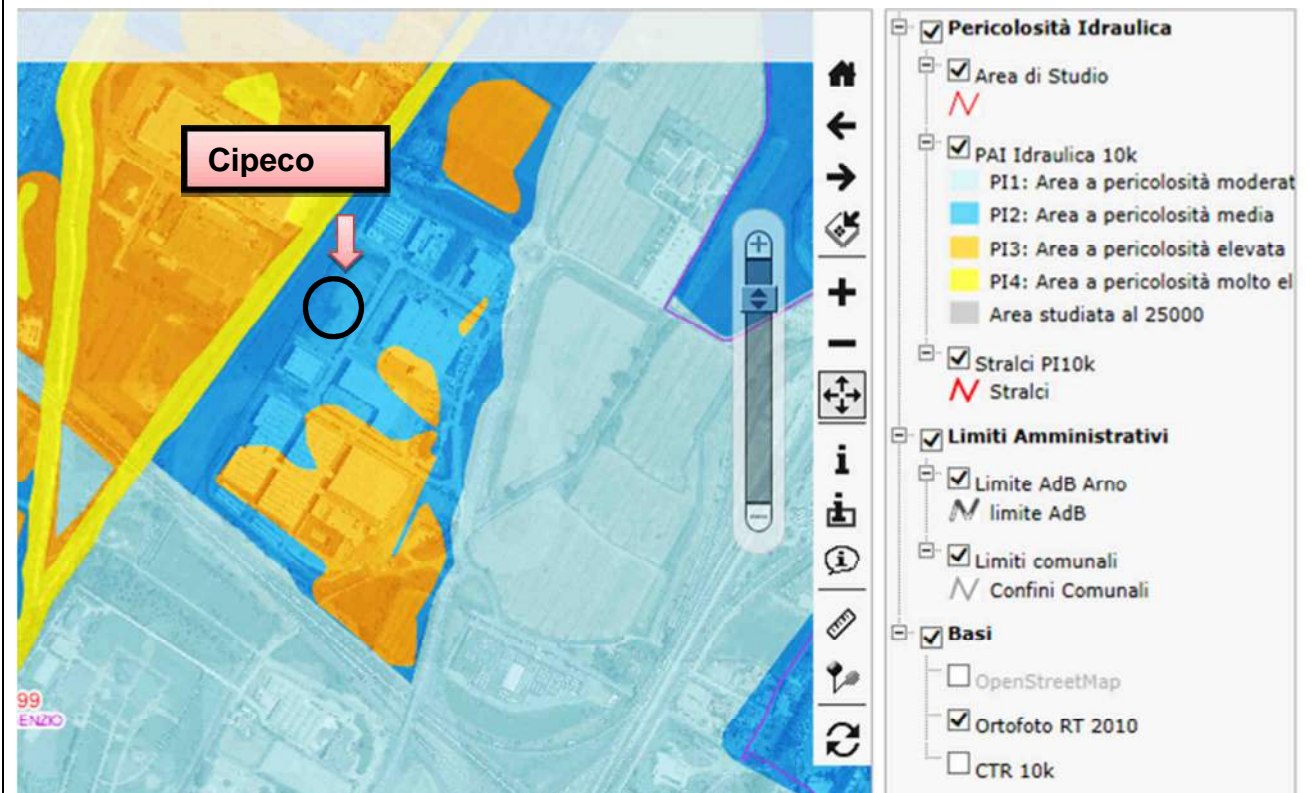 Cipeco
99
ENZIO
Pericolosità Idraulica
Area di Studio
PAI Idraulica 10k
PI1: Area a pericolosità moderat
PI2: Area a pericolosità media
PI3: Area a pericolosità elevata
PI4: Area a pericolosità molto el
Area studiata al 25000
Stralci PI10k
Stralci
Limiti Amministrativi
Limite AdB Arno
limite AdB
Limiti comunali
Confini Comunali
Basi
OpenStreetMap
Ortofoto RT 2010
CTR 10k